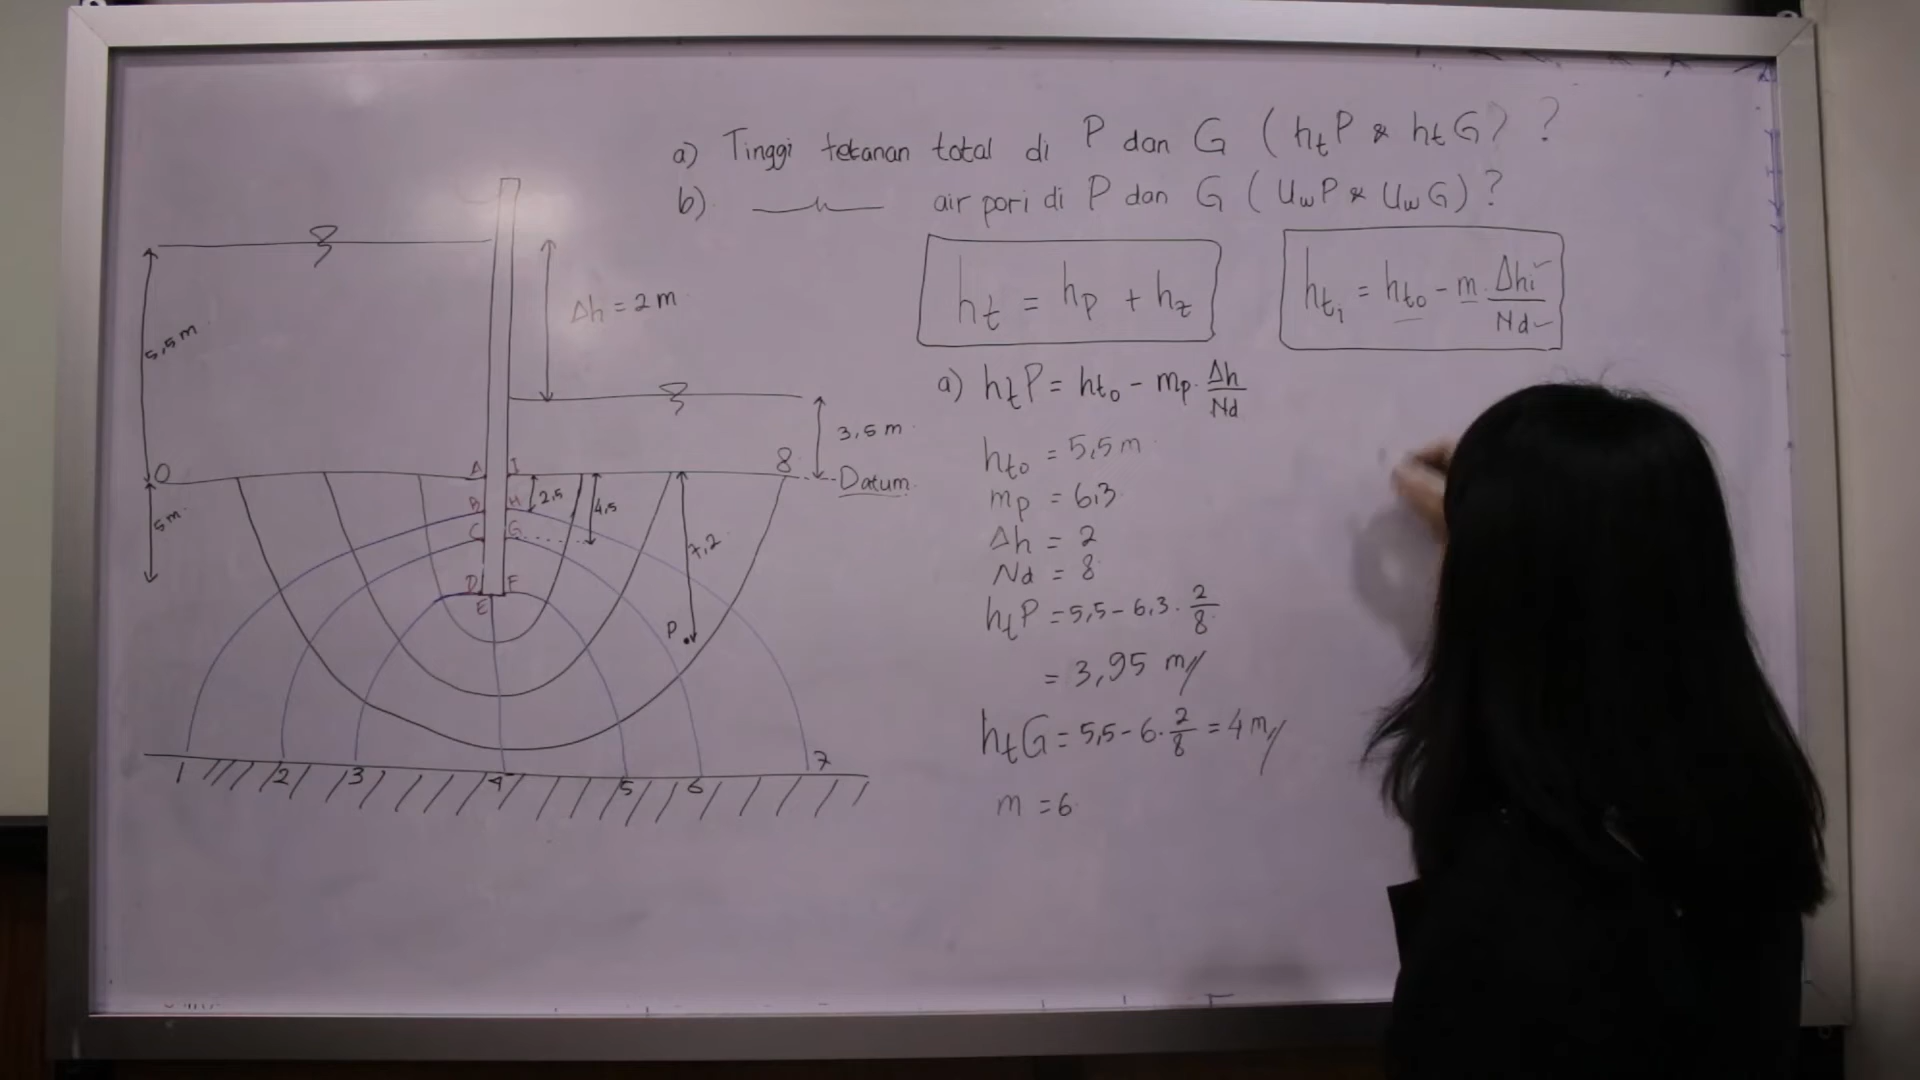 a) Tinggi tekanan total di P dan G (htP & htG) ?
b) air pori di P dan G (UwP & UwG) ?
ht = hp + hz
hti = hto - m. Δhi/Nd
a) htP = hto - mp. Δh/Nd
hto = 5,5 m
mp = 6,3
Δh = 2
Nd = 8
htP = 5,5 - 6,3. 2/8
= 3,95 m//
htG = 5,5 - 6. 2/8 = 4 m//
m = 6
Δh = 2 m
5,5 m
3,5 m
0
A I
8
Datum
5 m
B H
2,5
4,5
C G
7,2
D F
E
P
1 2 3 4 5 6 7